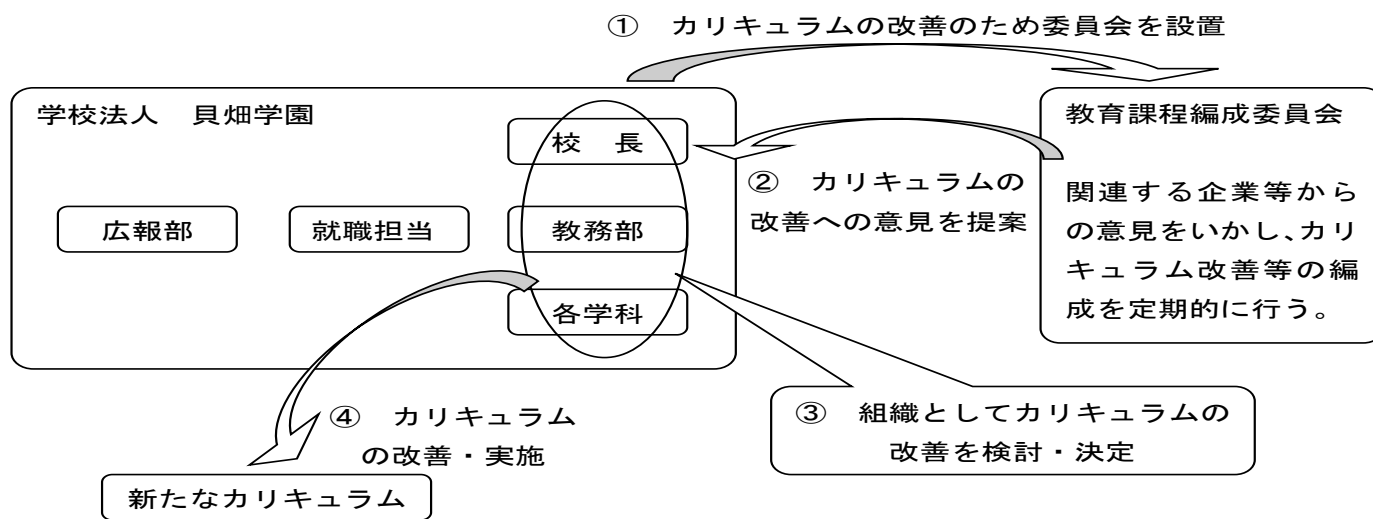 ① カリキュラムの改善のため委員会を設置
学校法人 貝畑学園
校 長
広報部
就職担当
教務部
各学科
教育課程編成委員会
関連する企業等から
の意見をいかし、カリ
キュラム改善等の編
成を定期的に行う。
② カリキュラムの
改善への意見を提案
③ 組織としてカリキュラムの
改善を検討・決定
④ カリキュラム
の改善・実施
新たなカリキュラム